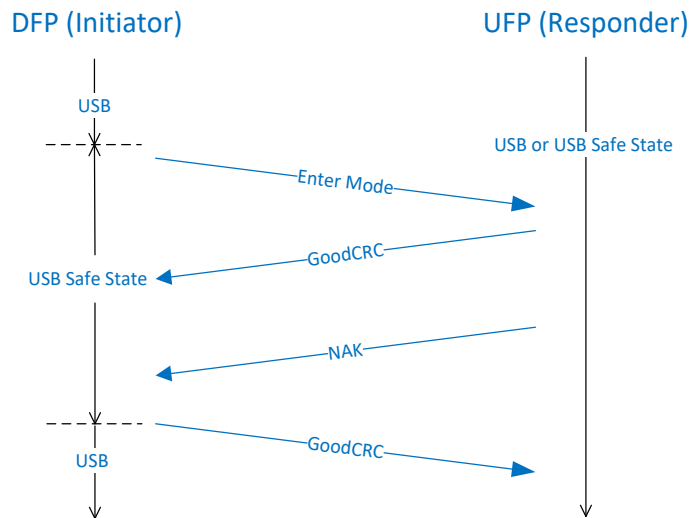 DFP (Initiator)
UFP (Responder)
USB
USB or USB Safe State
Enter Mode
GoodCRC
USB Safe State
NAK
GoodCRC
USB